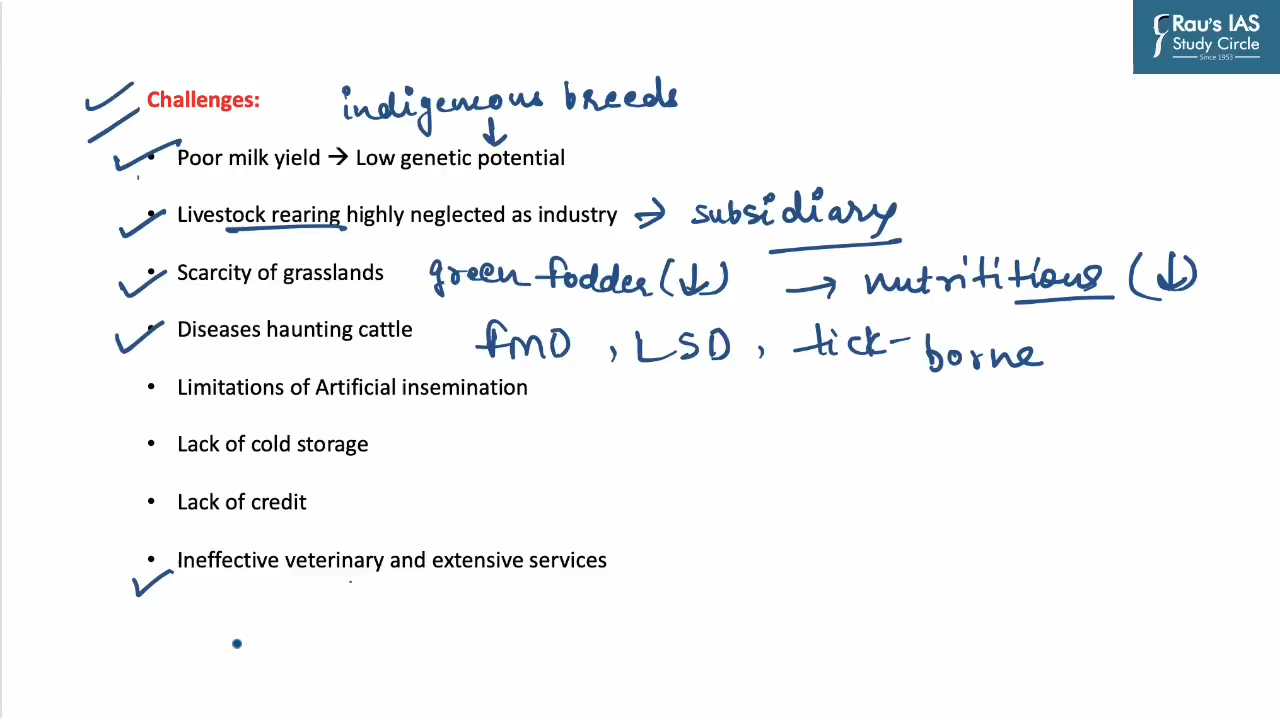 Rau's IAS
Study Circle
Since 1953
Challenges: indigeneous breeds
• Poor milk yield → Low genetic potential
• Livestock rearing highly neglected as industry → subsidiary
• Scarcity of grasslands green fodder (↓) → nutrititious (↓)
• Diseases haunting cattle FMD, LSD, tick-borne
• Limitations of Artificial insemination
• Lack of cold storage
• Lack of credit
• Ineffective veterinary and extensive services